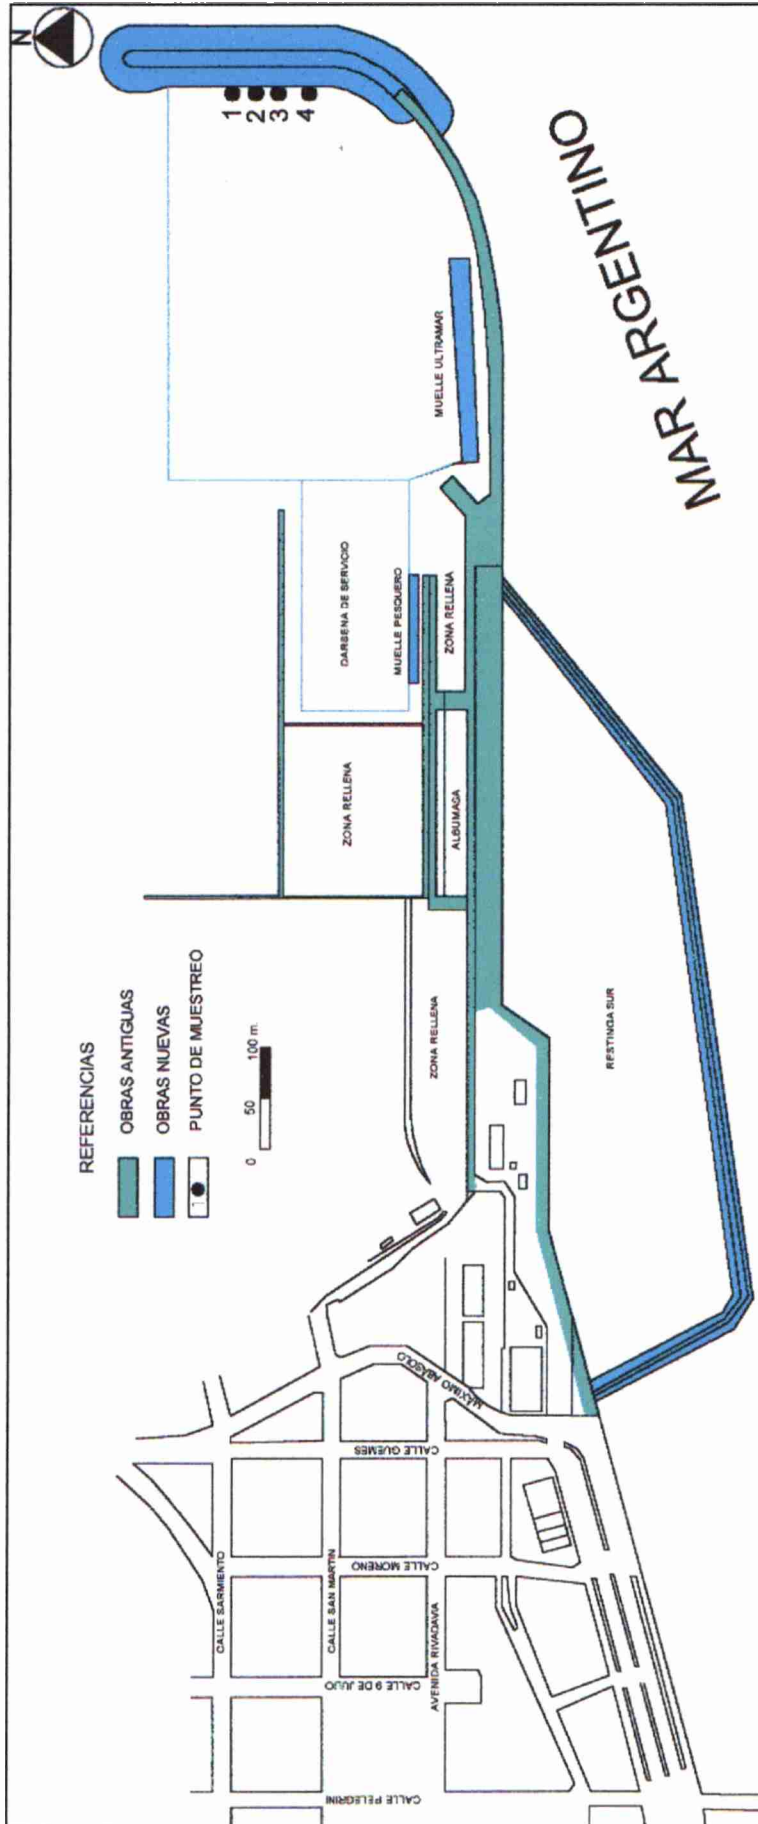 N
1
2
3
4
MAR ARGENTINO
MUELLE ULTRAMAR
DARSENA DE SERVICIO
MUELLE PESQUERO
ZONA RELLENA
ZONA RELLENA
ALBUMASA
ZONA RELLENA
RESTINGA SUR
REFERENCIAS
OBRAS ANTIGUAS
OBRAS NUEVAS
1 PUNTO DE MUESTREO
0 50 100 m.
MAXIMO ABASOLO
CALLE GUEMES
CALLE MORENO
CALLE SARMIENTO
CALLE SAN MARTIN
AVENIDA RIVADAVIA
CALLE 9 DE JULIO
CALLE PELEGRINI